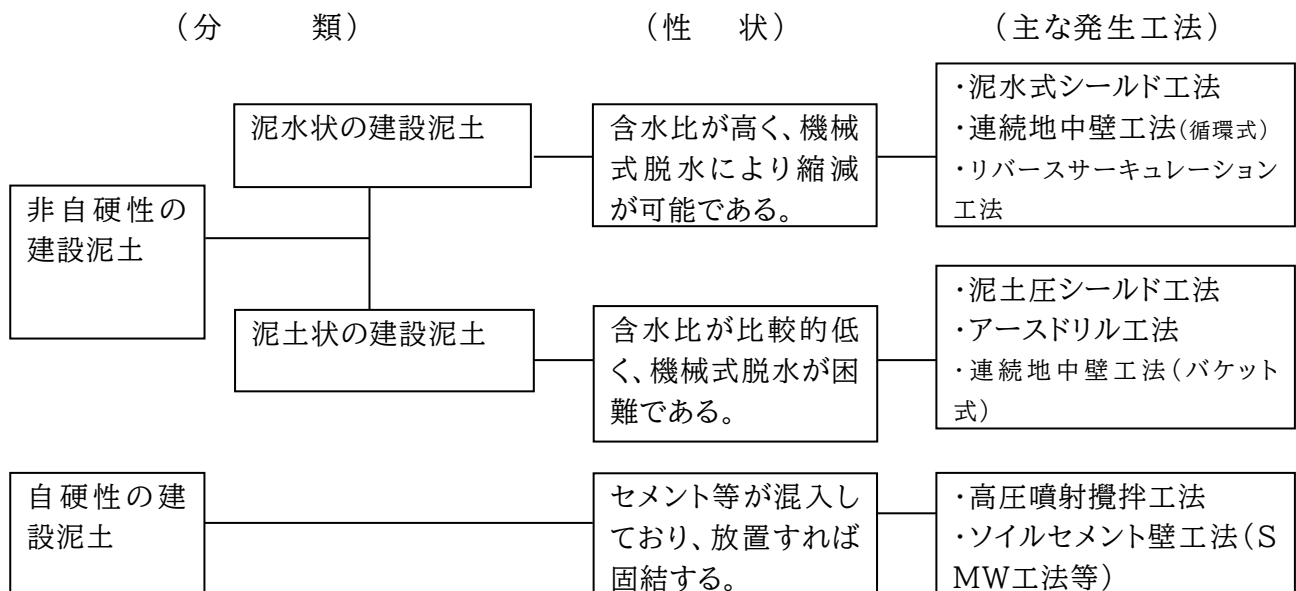 （分　　類）　（性　状）　（主な発生工法）
非自硬性の
建設泥土
泥水状の建設泥土
含水比が高く、機械
式脱水により縮減
が可能である。
・泥水式シールド工法
・連続地中壁工法（循環式）
・リバースサーキュレーション
工法
泥土状の建設泥土
含水比が比較的低
く、機械式脱水が困
難である。
・泥土圧シールド工法
・アースドリル工法
・連続地中壁工法（バケット
式）
自硬性の建
設泥土
セメント等が混入し
ており、放置すれば
固結する。
・高圧噴射攪拌工法
・ソイルセメント壁工法（S
MW工法等）